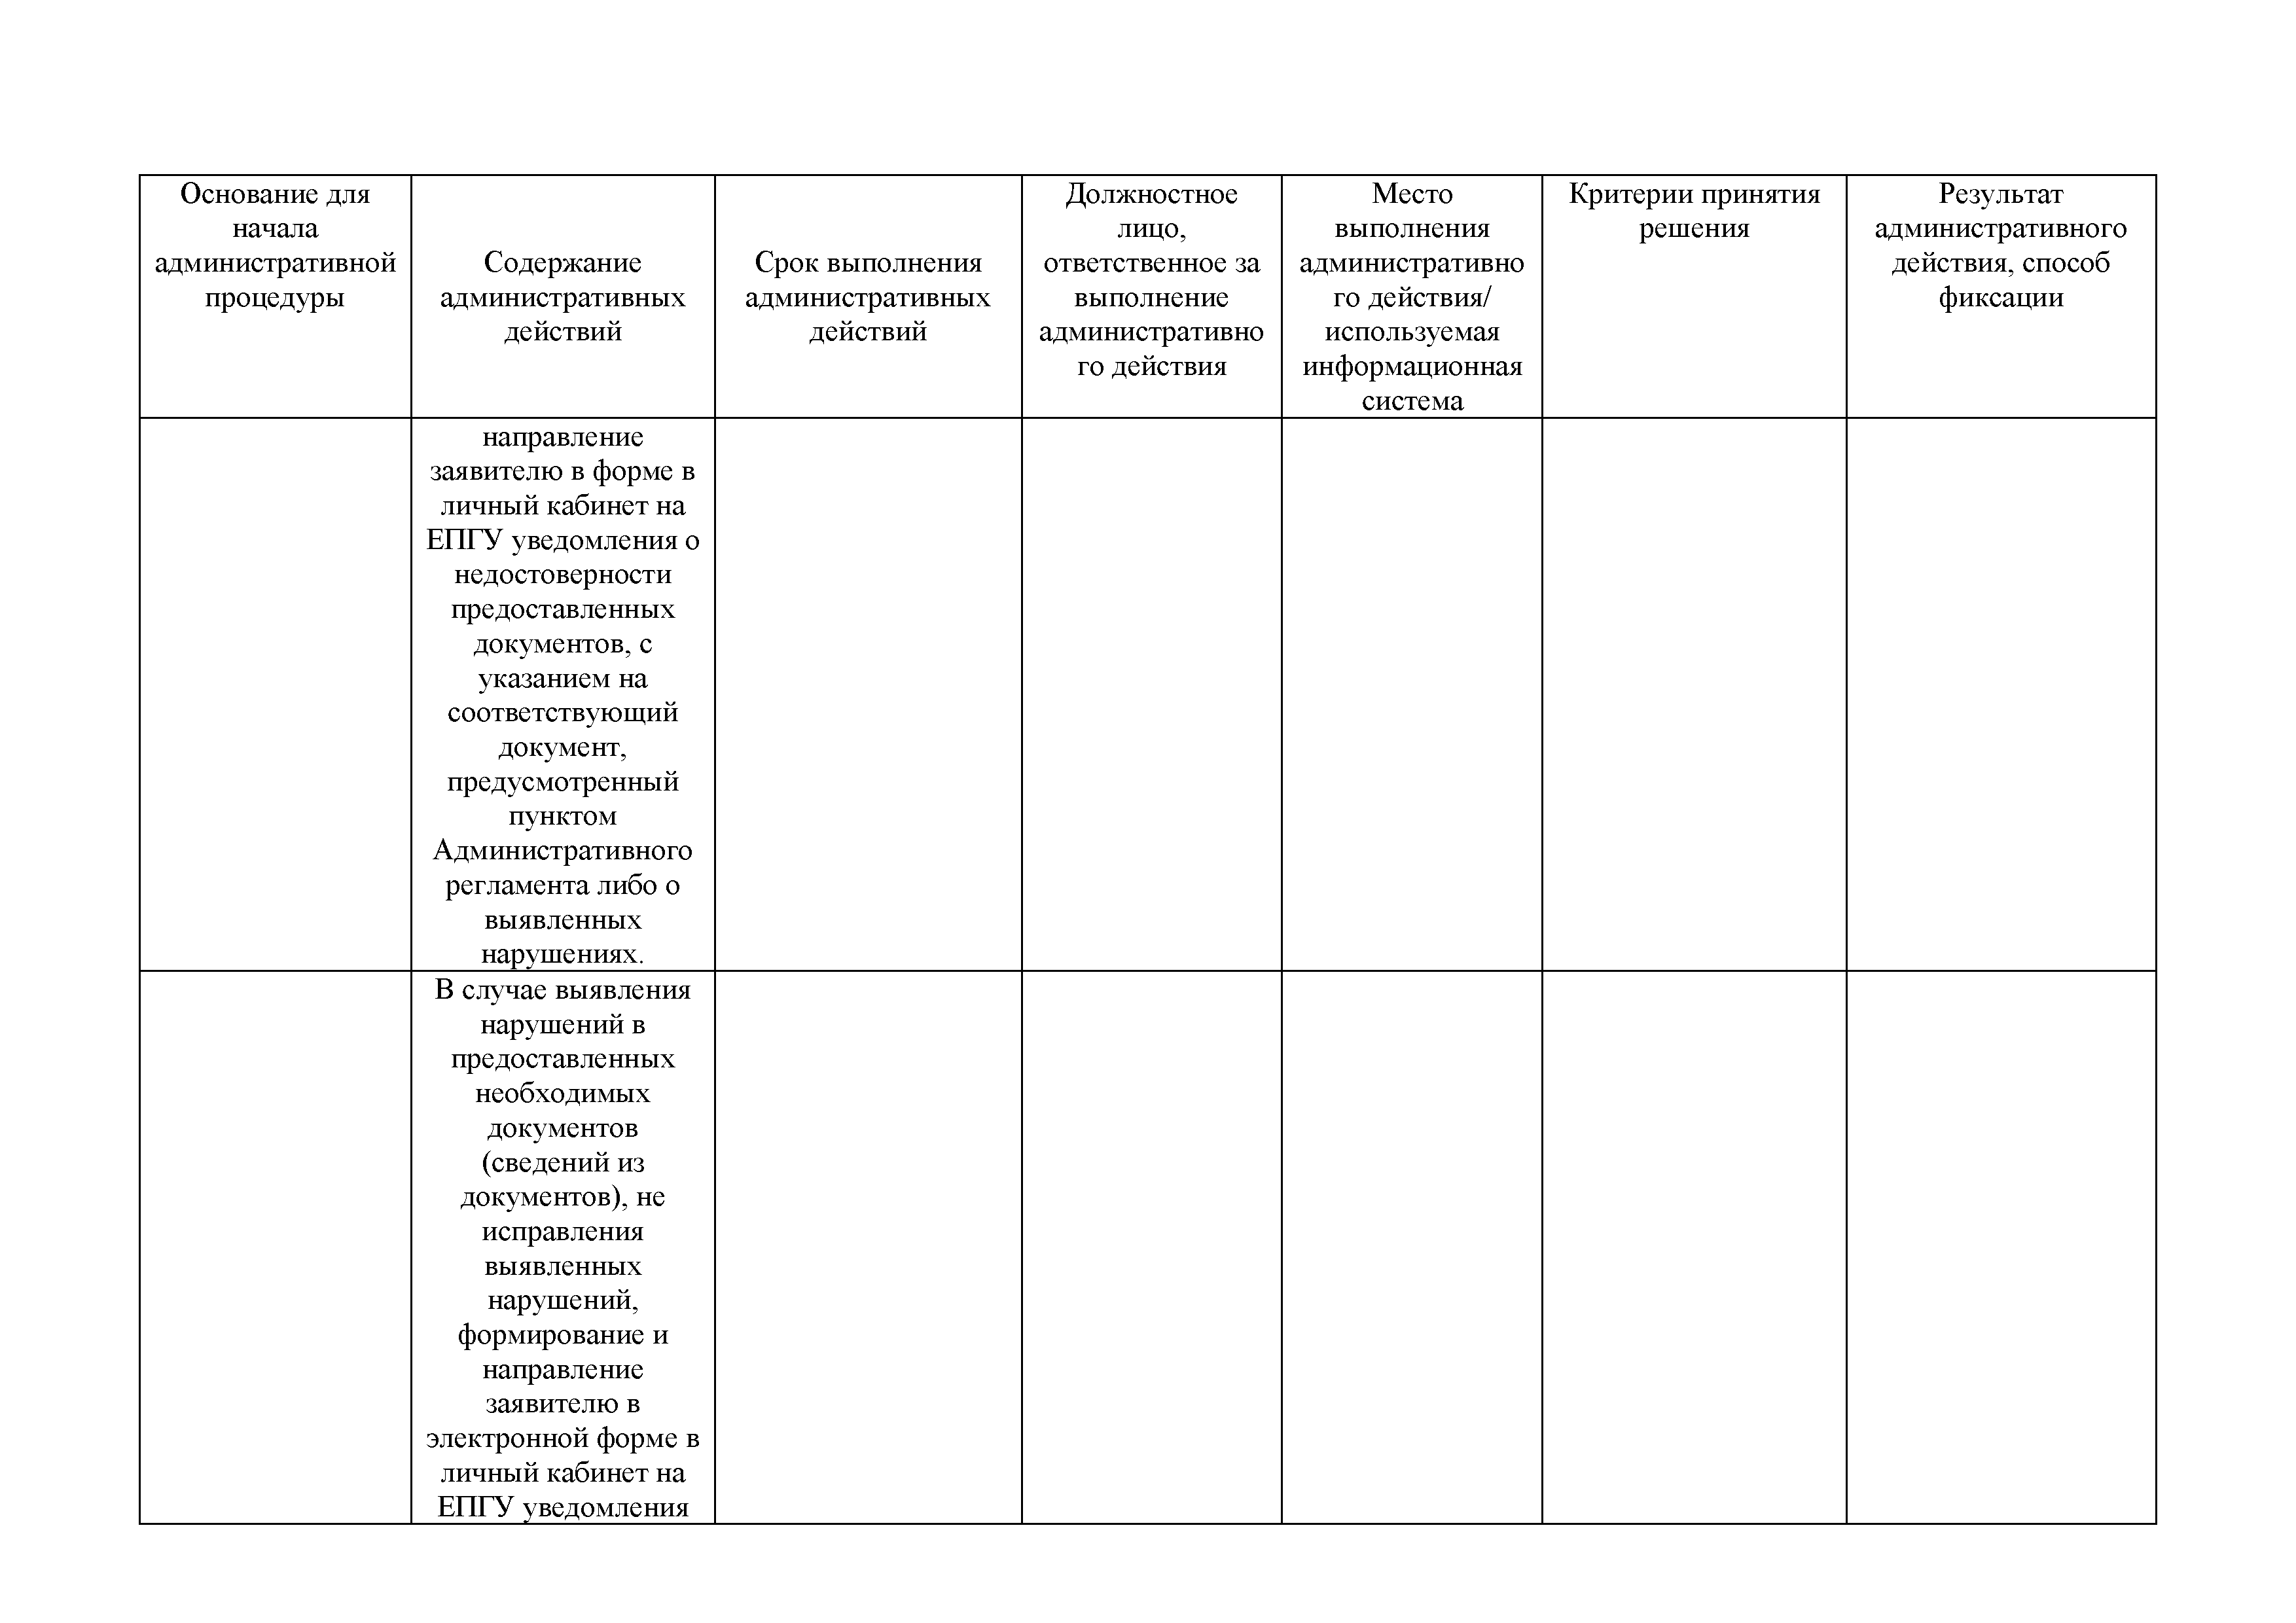 Основание для
начала
административной
процедуры
Содержание
административных
действий
Срок выполнения
административных
действий
Должностное
лицо,
ответственное за
выполнение
административно
го действия
Место
выполнения
административно
го действия/
используемая
информационная
система
Критерии принятия
решения
Результат
административного
действия, способ
фиксации
направление
заявителю в форме в
личный кабинет на
ЕПГУ уведомления о
недостоверности
предоставленных
документов, с
указанием на
соответствующий
документ,
предусмотренный
пунктом
Административного
регламента либо о
выявленных
нарушениях.
В случае выявления
нарушений в
предоставленных
необходимых
документов
(сведений из
документов), не
исправления
выявленных
нарушений,
формирование и
направление
заявителю в
электронной форме в
личный кабинет на
ЕПГУ уведомления